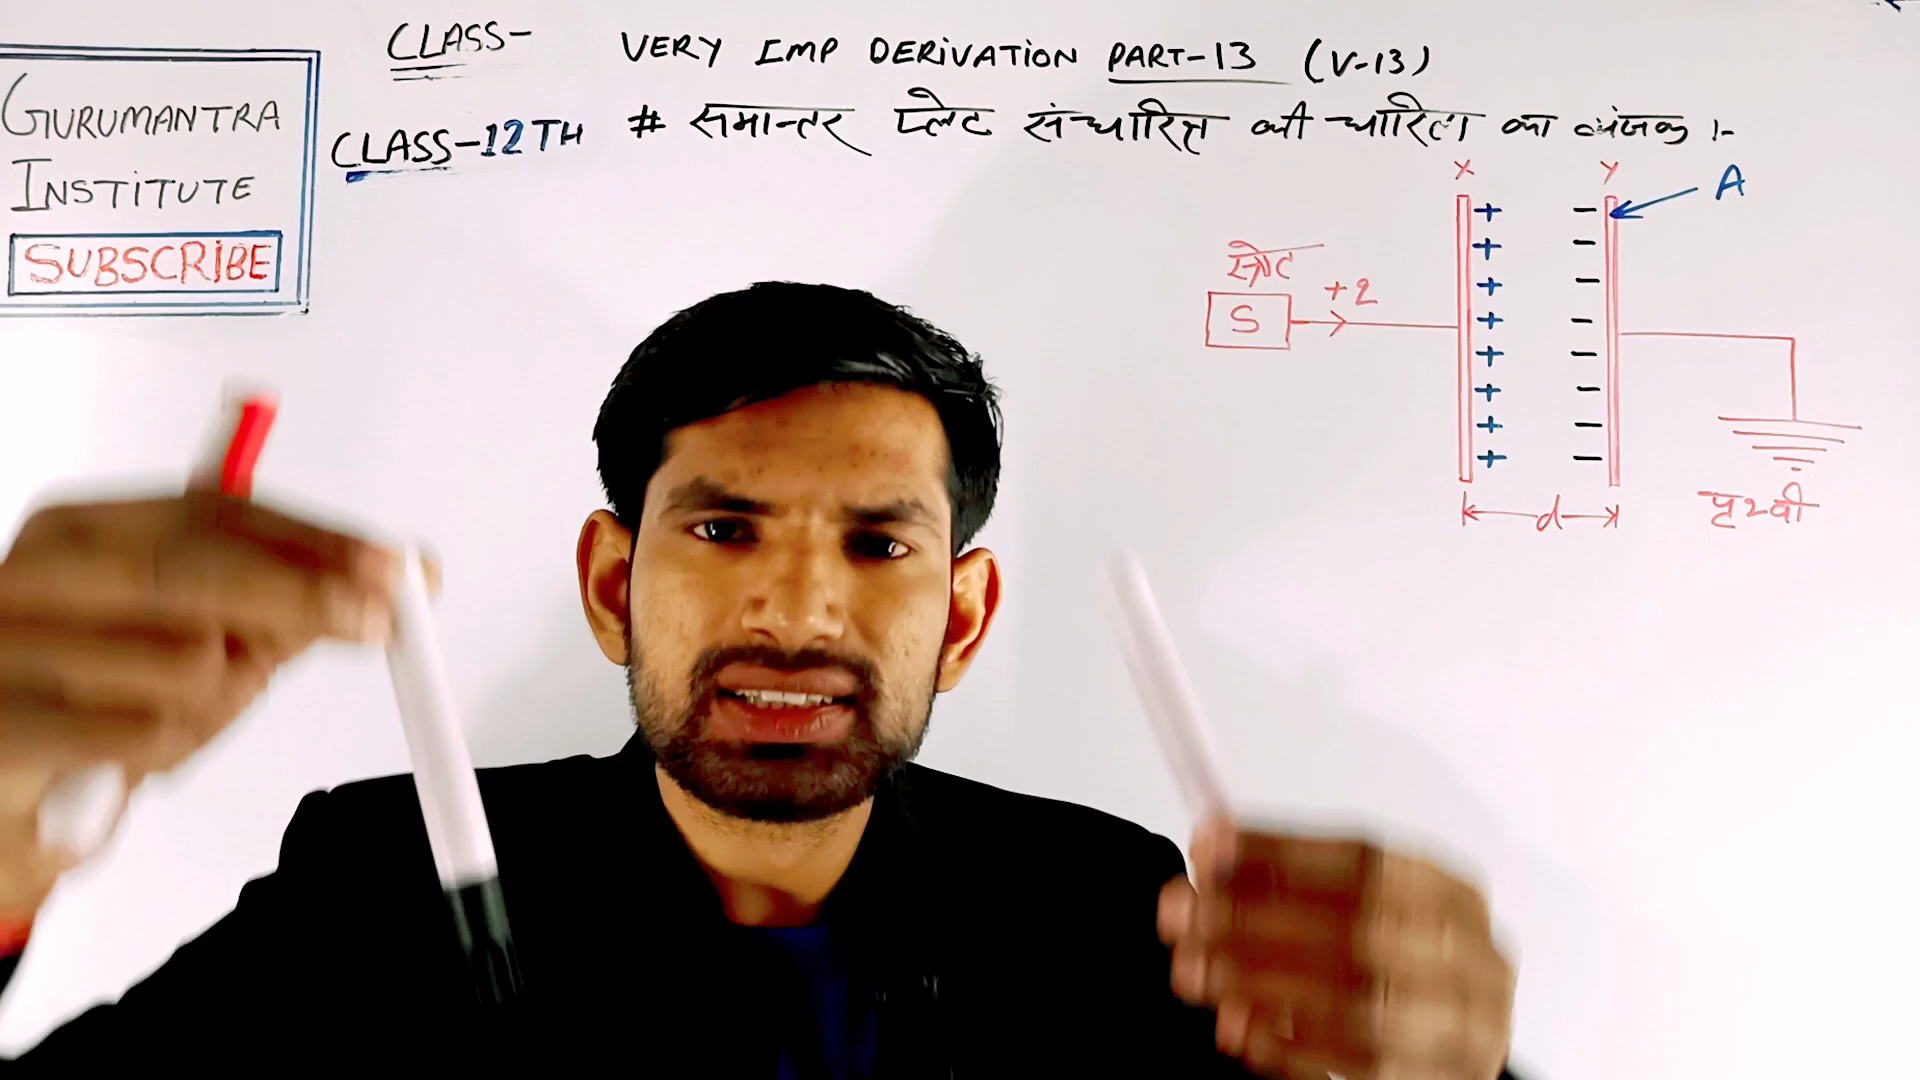 CLASS-
VERY IMP DERIVATION PART-13 (V-13)
GURUMANTRA
INSTITUTE
SUBSCRIBE
CLASS-12TH
# समान्तर प्लेट संधारित्र की धारिता का व्यंजक :-
X
Y
A
स्रोत
S
+q
+ + + + + + + +
- - - - - - - -
d
पृथ्वी